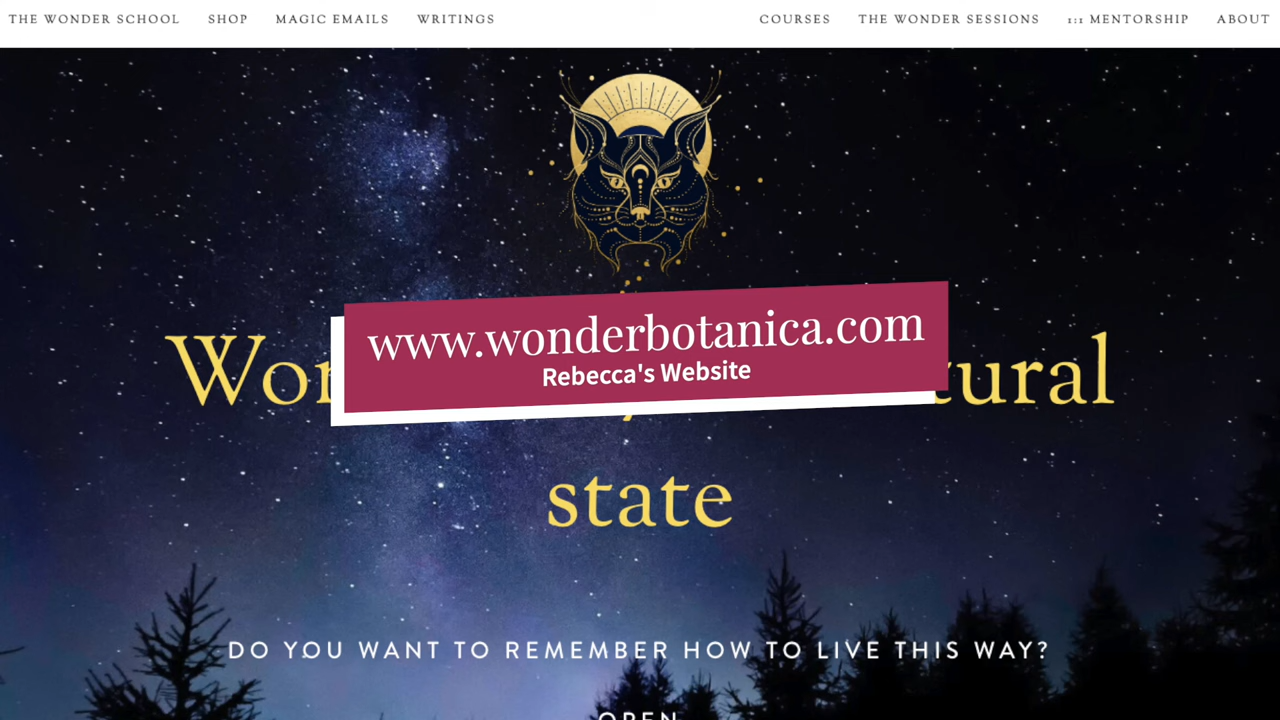 THE WONDER SCHOOL SHOP MAGIC EMAILS WRITINGS COURSES THE WONDER SESSIONS 1:1 MENTORSHIP ABOUT
www.wonderbotanica.com
Rebecca's Website
state
DO YOU WANT TO REMEMBER HOW TO LIVE THIS WAY?
OPEN